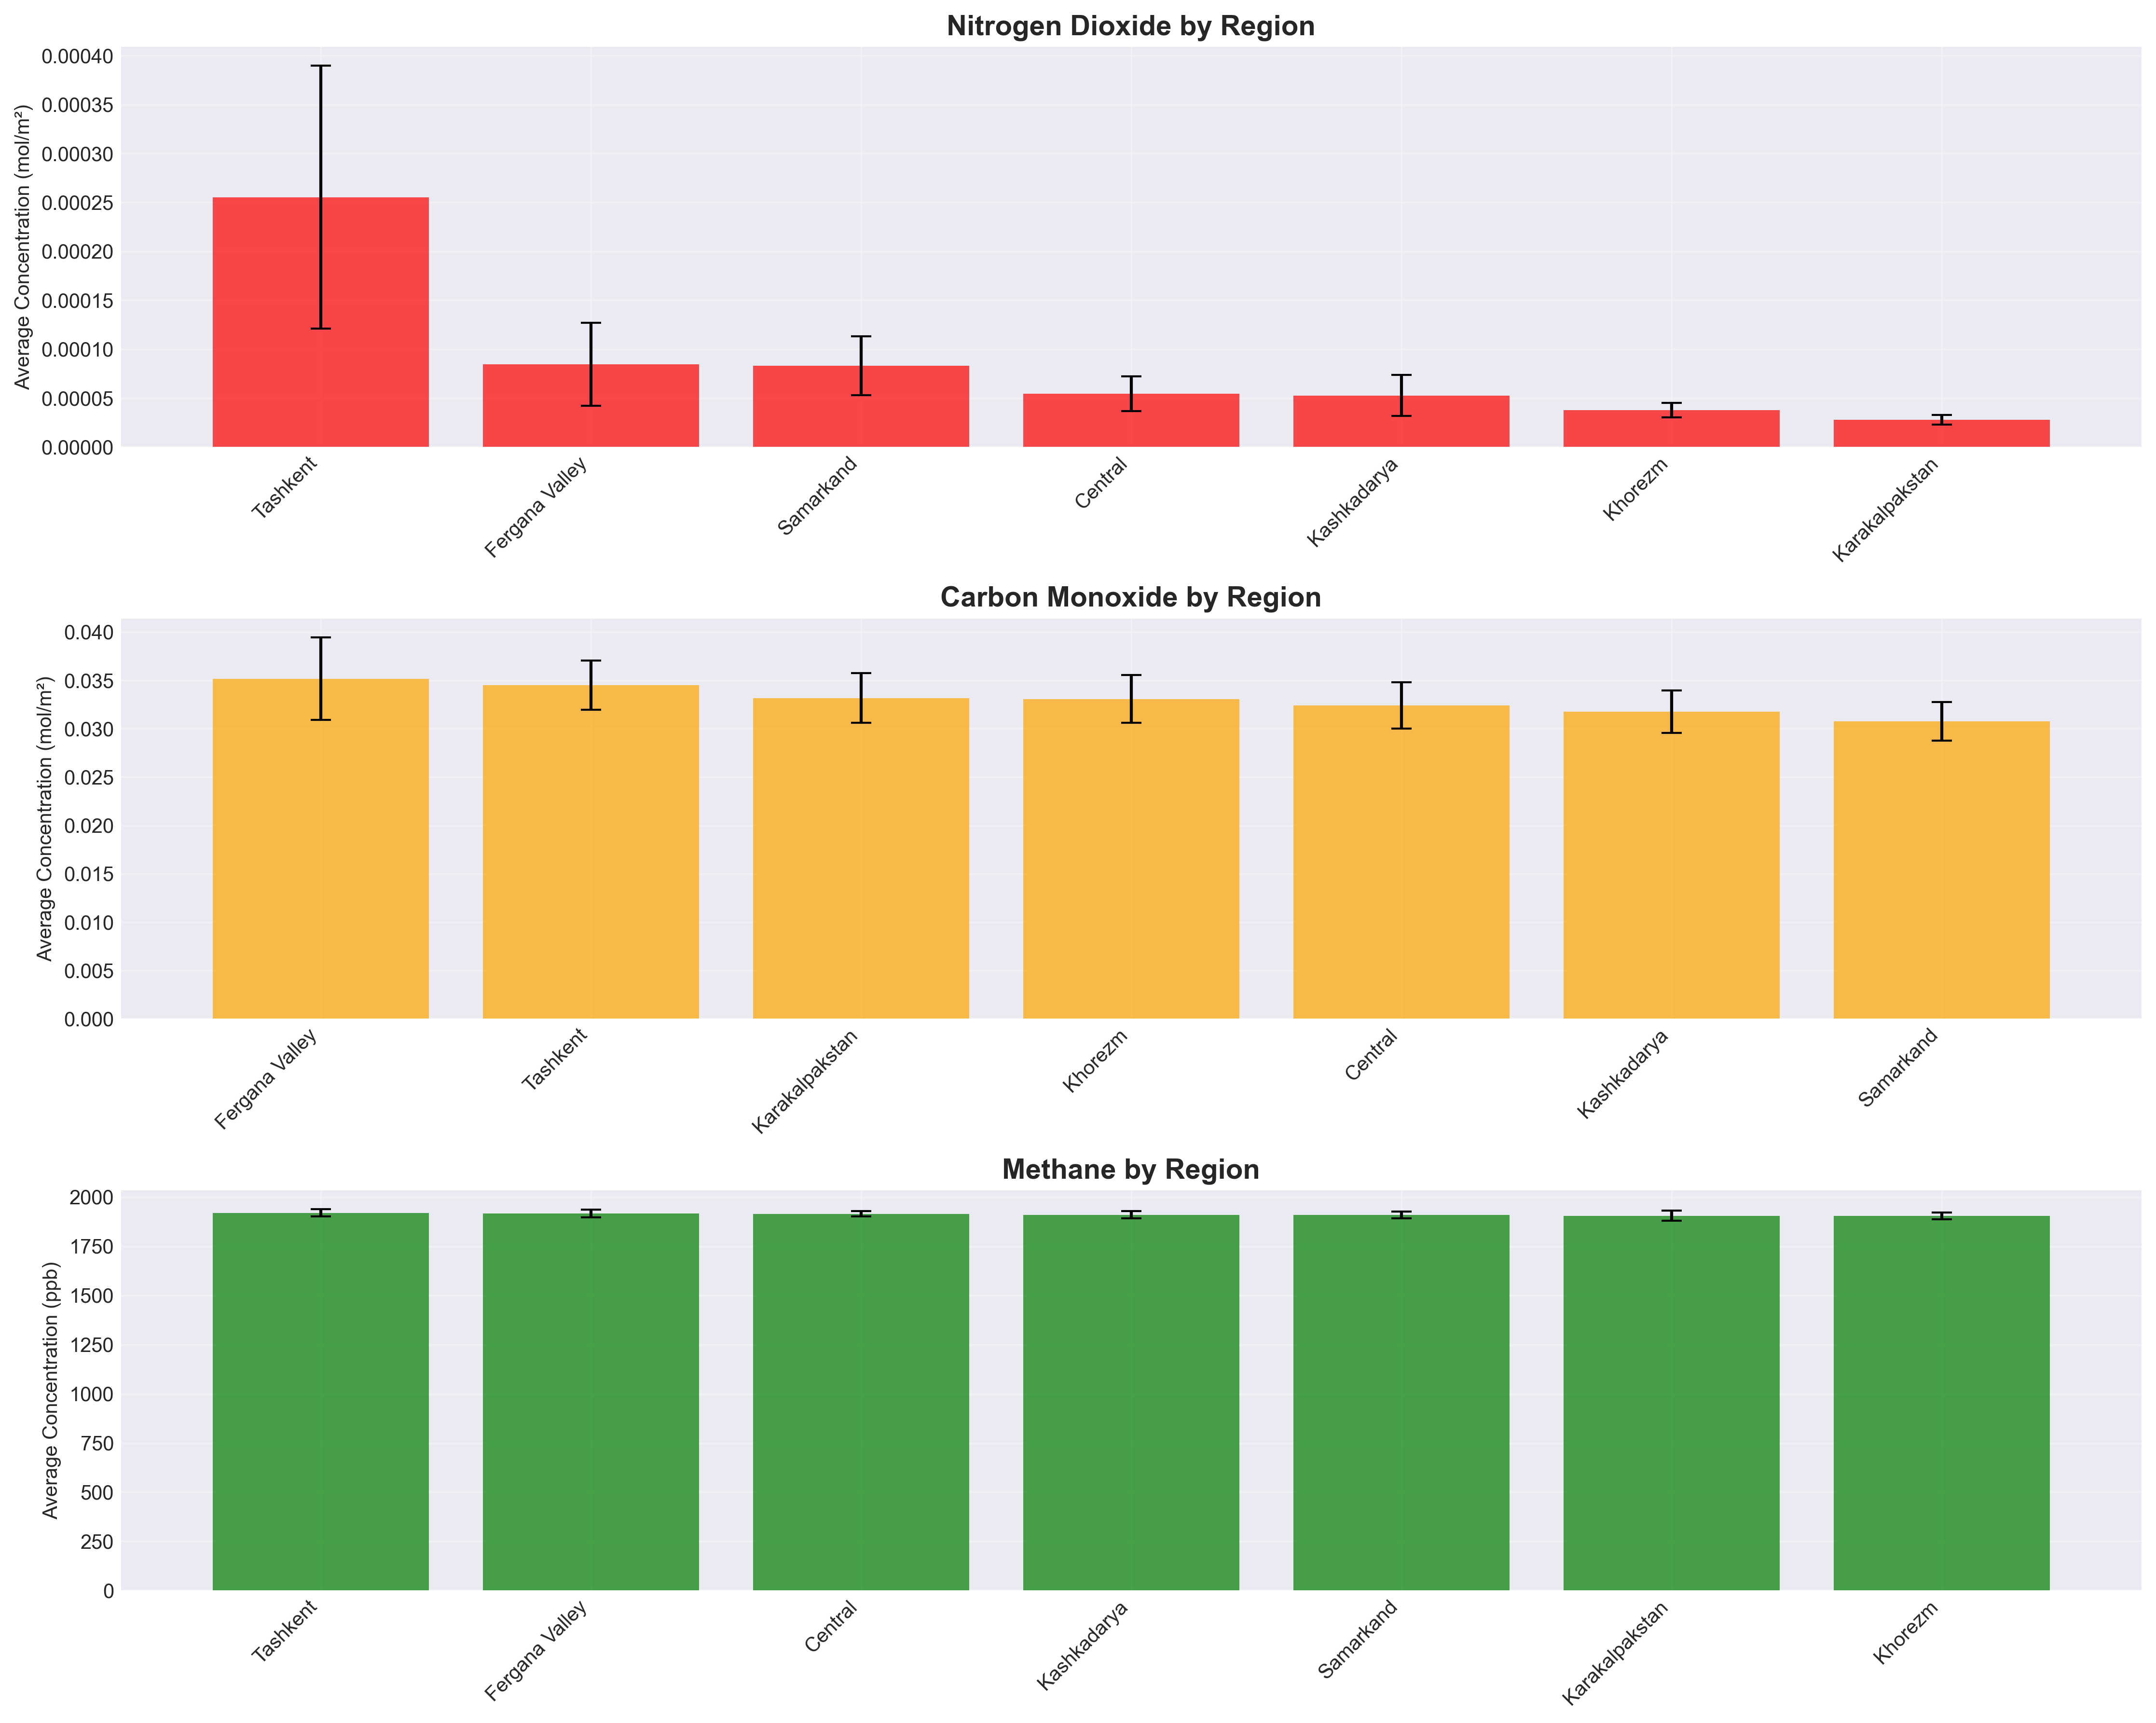 Nitrogen Dioxide by Region
Average Concentration (mol/m²)
0.00040
0.00035
0.00030
0.00025
0.00020
0.00015
0.00010
0.00005
0.00000
Tashkent
Fergana Valley
Samarkand
Central
Kashkadarya
Khorezm
Karakalpakstan
Carbon Monoxide by Region
Average Concentration (mol/m²)
0.040
0.035
0.030
0.025
0.020
0.015
0.010
0.005
0.000
Fergana Valley
Tashkent
Karakalpakstan
Khorezm
Central
Kashkadarya
Samarkand
Methane by Region
Average Concentration (ppb)
2000
1750
1500
1250
1000
750
500
250
0
Tashkent
Fergana Valley
Central
Kashkadarya
Samarkand
Karakalpakstan
Khorezm